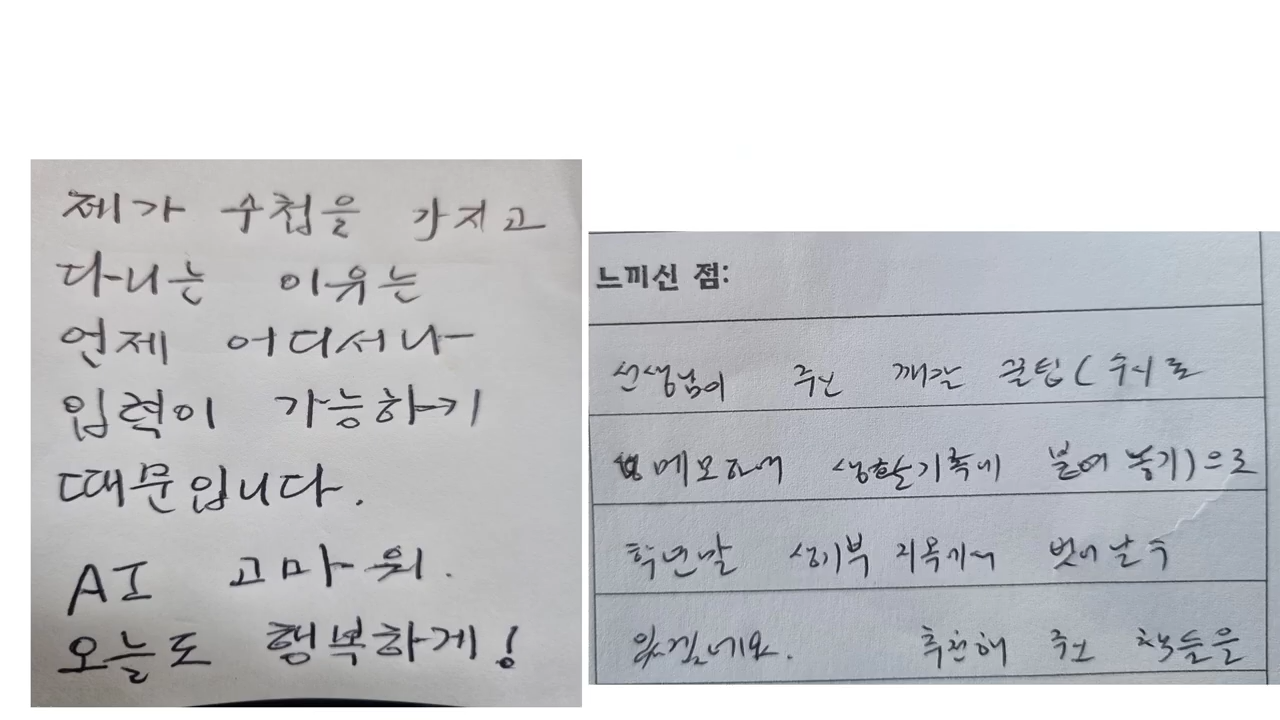 제가 수첩을 가지고
다니는 이유는
언제 어디서나
입력이 가능하기
때문입니다.
AI 고마워.
오늘도 행복하게!
느끼신 점:
선생님이 주신 깨알 꿀팁( 수시로
메모하여 생활기록에 붙여 놓기)으로
학년말 생기부 지옥에서 벗어날 수
있겠네요. 추천해 주신 책들을